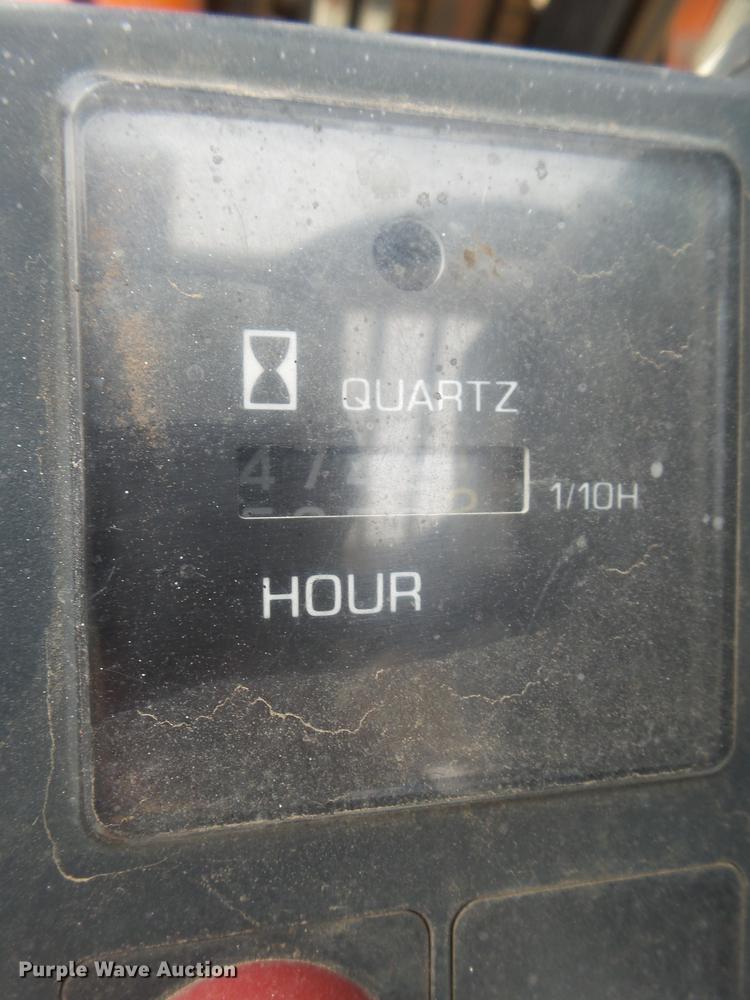 QUARTZ
1/10H
HOUR
Purple Wave Auction